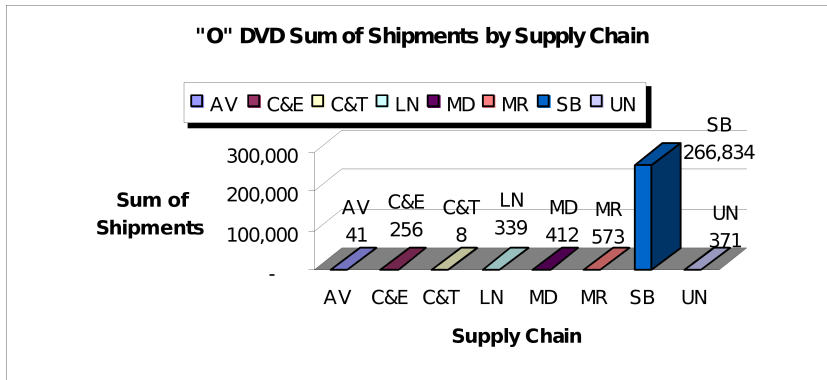 "O" DVD Sum of Shipments by Supply Chain
AV C&E C&T LN MD MR SB UN
Sum of Shipments
300,000
200,000
100,000
-
AV 41
C&E 256
C&T 8
LN 339
MD 412
MR 573
SB 266,834
UN 371
AV C&E C&T LN MD MR SB UN
Supply Chain